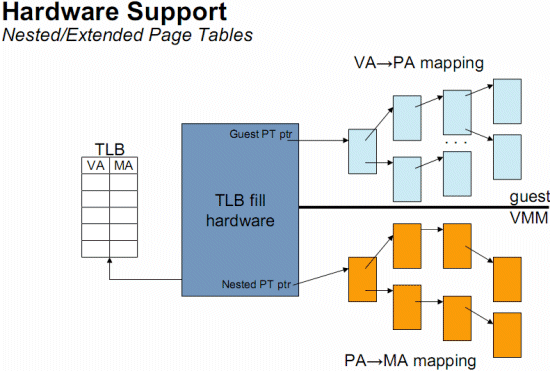 Hardware Support
Nested/Extended Page Tables
VA→PA mapping
Guest PT ptr
TLB
VA MA
TLB fill
hardware
. . .
guest
VMM
Nested PT ptr
PA→MA mapping